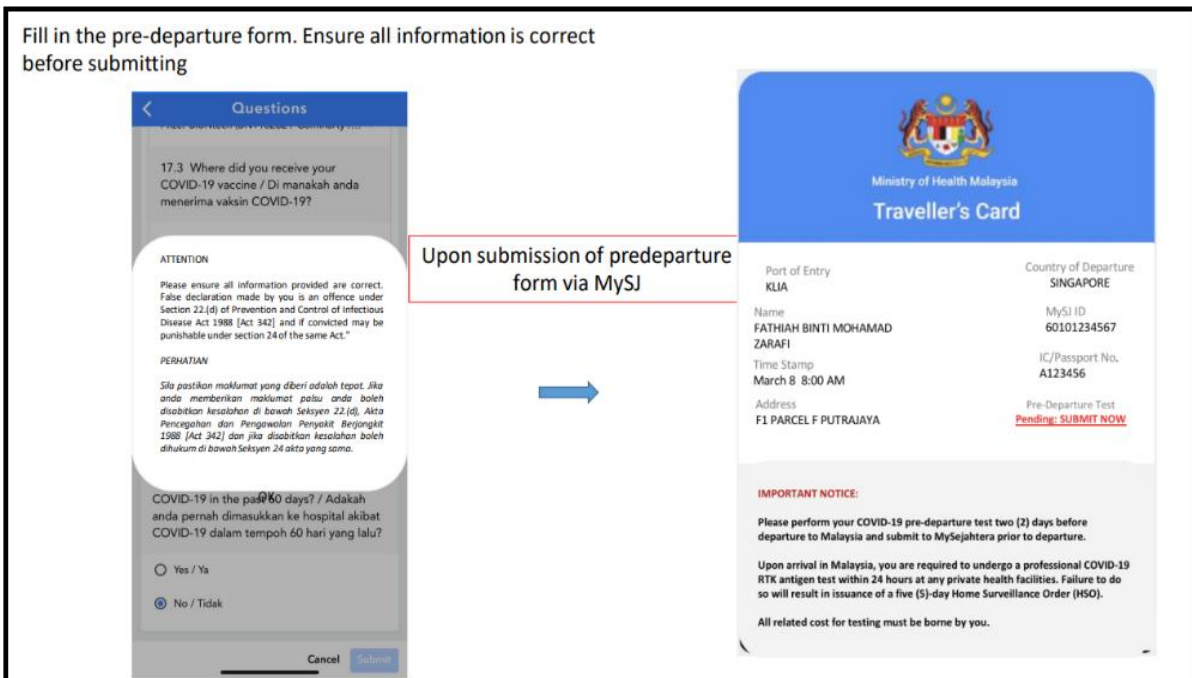 Fill in the pre-departure form. Ensure all information is correct
before submitting
Questions
17.3 Where did you receive your
COVID-19 vaccine / Di manakah anda
menerima vaksin COVID-19?
ATTENTION
Please ensure all information provided are correct.
False declaration made by you is an offence under
Section 22.(d) of Prevention and Control of Infectious
Disease Act 1988 [Act 342] and if convicted may be
punishable under section 24 of the same Act."
PERHATIAN
Sila pastikan maklumat yang diberi adalah tepat. Jika
anda memberikan maklumat palsu anda boleh
disabitkan kesalahan di bawah Seksyen 22.(d), Akta
Pencegahan dan Pengawalan Penyakit Berjangkit
1988 [Act 342] dan jika disabitkan kesalahan boleh
dihukum di bawah Seksyen 24 akta yang sama.
OK
COVID-19 in the past 60 days? / Adakah
anda pernah dimasukkan ke hospital akibat
COVID-19 dalam tempoh 60 hari yang lalu?
Yes / Ya
No / Tidak
Cancel
Submit
Upon submission of predeparture
form via MySJ
Ministry of Health Malaysia
Traveller's Card
Port of Entry
KLIA
Country of Departure
SINGAPORE
Name
FATHIAH BINTI MOHAMAD
ZARAFI
MySJ ID
60101234567
Time Stamp
March 8 8:00 AM
IC/Passport No.
A123456
Address
F1 PARCEL F PUTRAJAYA
Pre-Departure Test
Pending: SUBMIT NOW
IMPORTANT NOTICE:
Please perform your COVID-19 pre-departure test two (2) days before
departure to Malaysia and submit to MySejahtera prior to departure.
Upon arrival in Malaysia, you are required to undergo a professional COVID-19
RTK antigen test within 24 hours at any private health facilities. Failure to do
so will result in issuance of a five (5)-day Home Surveillance Order (HSO).
All related cost for testing must be borne by you.